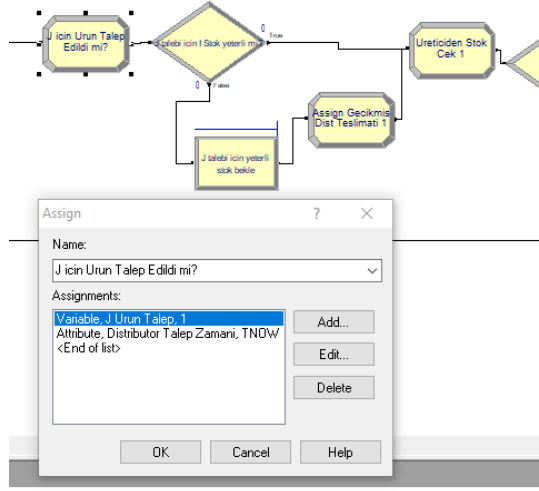 J icin Urun Talep
Edildi mi?
J talebi icin I Stok yeterli mi?
0
True
0
False
J talebi icin yeterli
stok bekle
Assign Gecikmis
Dist Teslimati 1
Ureticiden Stok
Cek 1
Assign
?
Name:
J icin Urun Talep Edildi mi?
Assignments:
Variable, J Urun Talep, 1
Attribute, Distributor Talep Zamani, TNOW
<End of list>
Add...
Edit...
Delete
OK
Cancel
Help